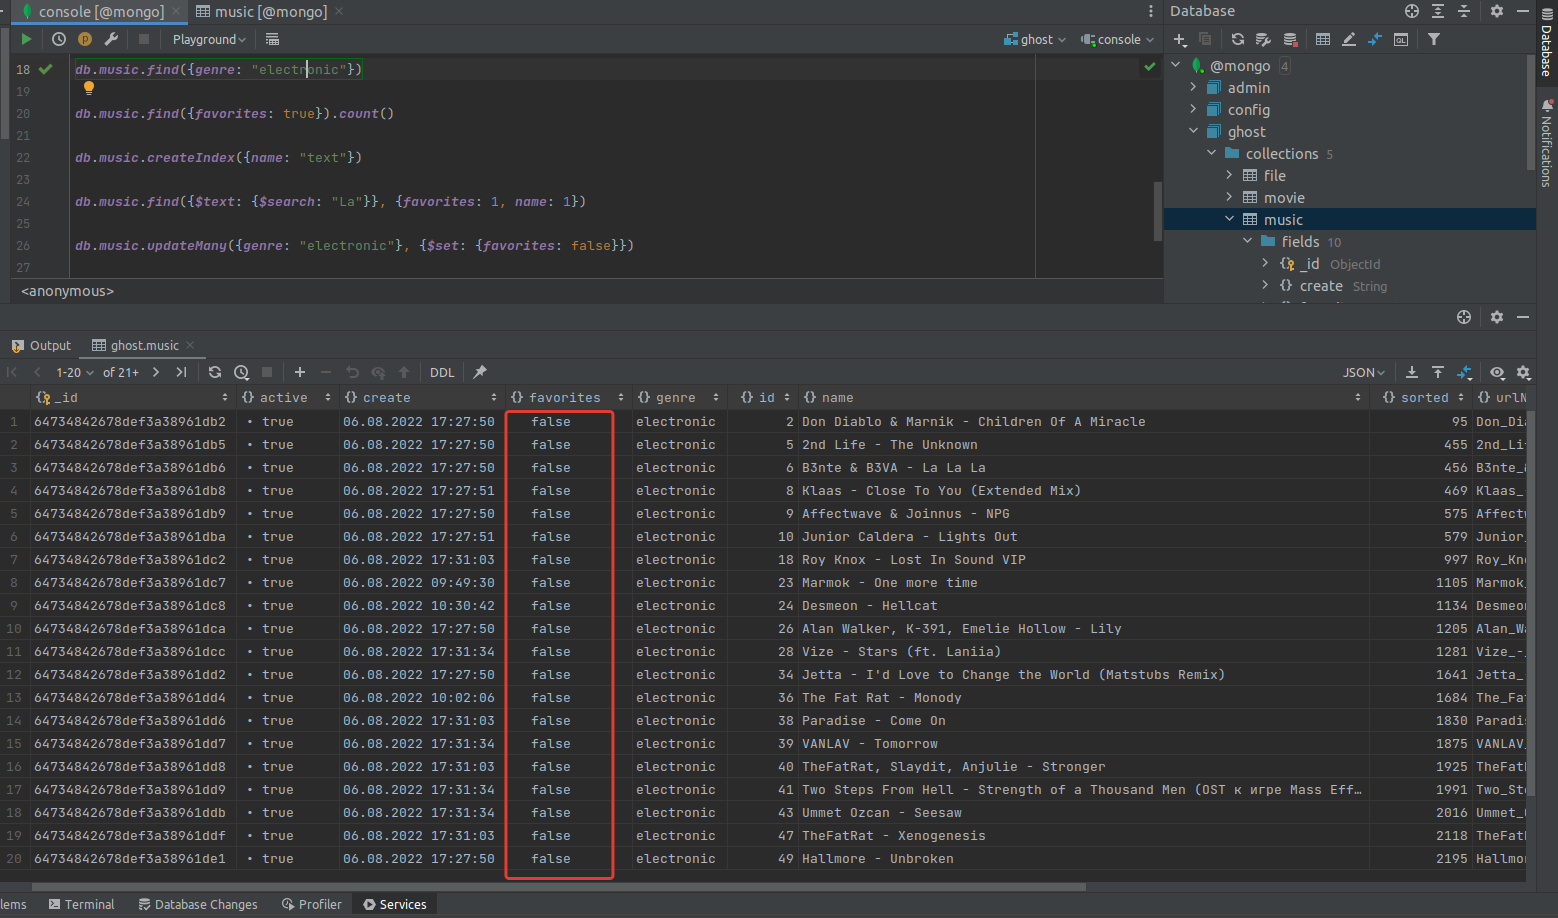 console [@mongo]
music [@mongo]
Database
Playground
ghost
console
18 db.music.find({genre: "electronic"})
19
20 db.music.find({favorites: true}).count()
21
22 db.music.createIndex({name: "text"})
23
24 db.music.find({$text: {$search: "La"}}, {favorites: 1, name: 1})
25
26 db.music.updateMany({genre: "electronic"}, {$set: {favorites: false}})
27
<anonymous>
@mongo 4
admin
config
ghost
collections 5
file
movie
music
fields 10
_id ObjectId
create String
Database
Notifications
Output
ghost.music
1-20 of 21+
DDL
JSON
_id active create favorites genre id name sorted urlN
1 64734842678def3a38961db2 • true 06.08.2022 17:27:50 false electronic 2 Don Diablo & Marnik - Children Of A Miracle 95 Don_Dia
2 64734842678def3a38961db5 • true 06.08.2022 17:27:50 false electronic 5 2nd Life - The Unknown 455 2nd_Li
3 64734842678def3a38961db6 • true 06.08.2022 17:27:50 false electronic 6 B3nte & B3VA - La La La 456 B3nte_&
4 64734842678def3a38961db8 • true 06.08.2022 17:27:51 false electronic 8 Klaas - Close To You (Extended Mix) 469 Klaas_
5 64734842678def3a38961db9 • true 06.08.2022 17:27:50 false electronic 9 Affectwave & Joinnus - NPG 575 Affectw
6 64734842678def3a38961dba • true 06.08.2022 17:27:51 false electronic 10 Junior Caldera - Lights Out 579 Junior_
7 64734842678def3a38961dc2 • true 06.08.2022 17:31:03 false electronic 18 Roy Knox - Lost In Sound VIP 997 Roy_Kno
8 64734842678def3a38961dc7 • true 06.08.2022 09:49:30 false electronic 23 Marmok - One more time 1105 Marmok_
9 64734842678def3a38961dc8 • true 06.08.2022 10:30:42 false electronic 24 Desmeon - Hellcat 1134 Desmeon
10 64734842678def3a38961dca • true 06.08.2022 17:27:50 false electronic 26 Alan Walker, K-391, Emelie Hollow - Lily 1205 Alan_Wa
11 64734842678def3a38961dcc • true 06.08.2022 17:31:34 false electronic 28 Vize - Stars (ft. Laniia) 1281 Vize_-_
12 64734842678def3a38961dd2 • true 06.08.2022 17:27:50 false electronic 34 Jetta - I'd Love to Change the World (Matstubs Remix) 1641 Jetta_
13 64734842678def3a38961dd4 • true 06.08.2022 10:02:06 false electronic 36 The Fat Rat - Monody 1684 The_Fat
14 64734842678def3a38961dd6 • true 06.08.2022 17:31:03 false electronic 38 Paradise - Come On 1830 Paradis
15 64734842678def3a38961dd7 • true 06.08.2022 17:31:34 false electronic 39 VANLAV - Tomorrow 1875 VANLAV_
16 64734842678def3a38961dd8 • true 06.08.2022 17:31:03 false electronic 40 TheFatRat, Slaydit, Anjulie - Stronger 1925 TheFatR
17 64734842678def3a38961dd9 • true 06.08.2022 17:31:34 false electronic 41 Two Steps From Hell - Strength of a Thousand Men (OST к игре Mass Eff… 1991 Two_Ste
18 64734842678def3a38961ddb • true 06.08.2022 17:31:34 false electronic 43 Ummet Ozcan - Seesaw 2016 Ummet_
19 64734842678def3a38961ddf • true 06.08.2022 17:31:03 false electronic 47 TheFatRat - Xenogenesis 2118 TheFatR
20 64734842678def3a38961de1 • true 06.08.2022 17:27:50 false electronic 49 Hallmore - Unbroken 2195 Hallmor
lems Terminal Database Changes Profiler Services